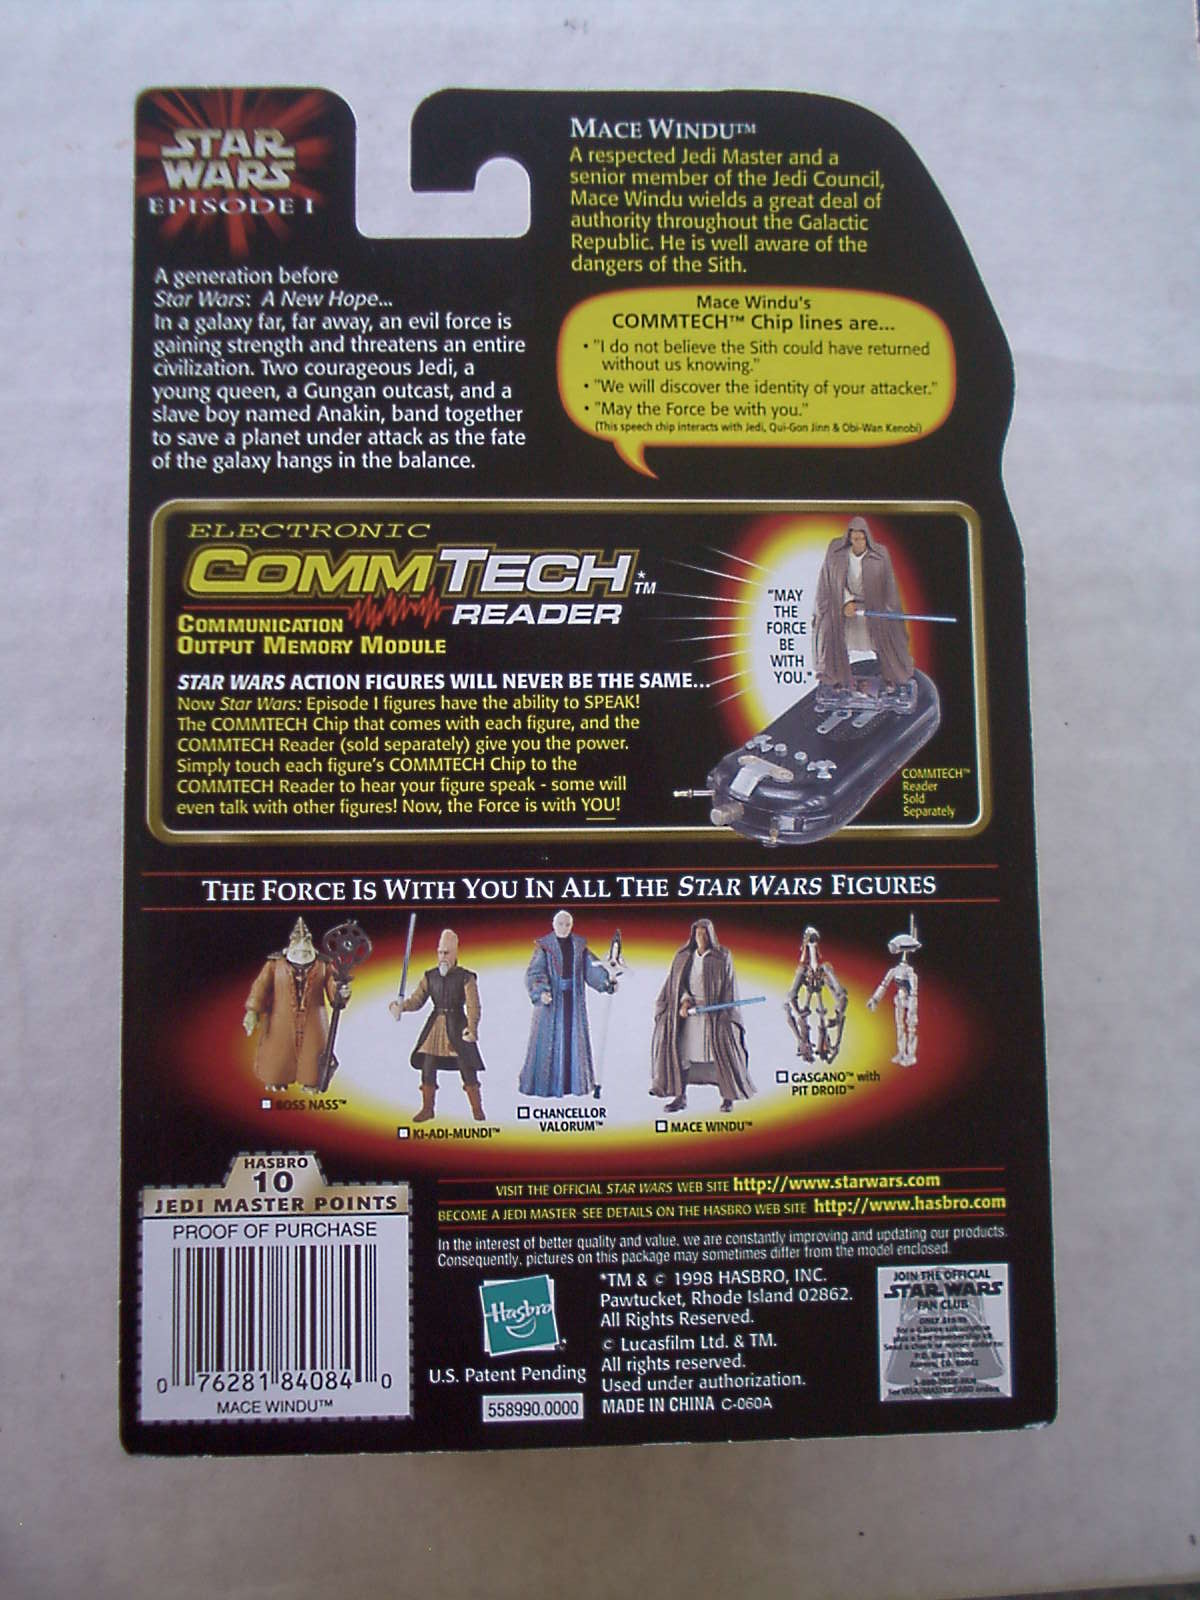 STAR
WARS
EPISODE I
A generation before
Star Wars: A New Hope...
In a galaxy far, far away, an evil force is
gaining strength and threatens an entire
civilization. Two courageous Jedi, a
young queen, a Gungan outcast, and a
slave boy named Anakin, band together
to save a planet under attack as the fate
of the galaxy hangs in the balance.
MACE WINDU™
A respected Jedi Master and a
senior member of the Jedi Council,
Mace Windu wields a great deal of
authority throughout the Galactic
Republic. He is well aware of the
dangers of the Sith.
Mace Windu's
COMMTECH™ Chip lines are...
• "I do not believe the Sith could have returned
without us knowing."
• "We will discover the identity of your attacker."
• "May the Force be with you."
(This speech chip interacts with Jedi, Qui-Gon Jinn & Obi-Wan Kenobi)
ELECTRONIC
COMMTECH*™
READER
COMMUNICATION
OUTPUT MEMORY MODULE
STAR WARS ACTION FIGURES WILL NEVER BE THE SAME...
Now Star Wars: Episode I figures have the ability to SPEAK!
The COMMTECH Chip that comes with each figure, and the
COMMTECH Reader (sold separately) give you the power.
Simply touch each figure's COMMTECH Chip to the
COMMTECH Reader to hear your figure speak - some will
even talk with other figures! Now, the Force is with YOU!
"MAY
THE
FORCE
BE
WITH
YOU."
COMMTECH™
Reader
Sold
Separately
THE FORCE IS WITH YOU IN ALL THE STAR WARS FIGURES
BOSS NASS™
KI-ADI-MUNDI™
CHANCELLOR
VALORUM™
MACE WINDU™
GASGANO™ with
PIT DROID™
HASBRO
10
JEDI MASTER POINTS
PROOF OF PURCHASE
0 76281 84084 0
MACE WINDU™
VISIT THE OFFICIAL STAR WARS WEB SITE http://www.starwars.com
BECOME A JEDI MASTER-SEE DETAILS ON THE HASBRO WEB SITE http://www.hasbro.com
In the interest of better quality and value, we are constantly improving and updating our products.
Consequently, pictures on this package may sometimes differ from the model enclosed.
Hasbro
U.S. Patent Pending
558990.0000
*TM & © 1998 HASBRO, INC.
Pawtucket, Rhode Island 02862.
All Rights Reserved.
© Lucasfilm Ltd. & TM.
All rights reserved.
Used under authorization.
MADE IN CHINA C-060A
JOIN THE OFFICIAL
STAR WARS
FAN CLUB